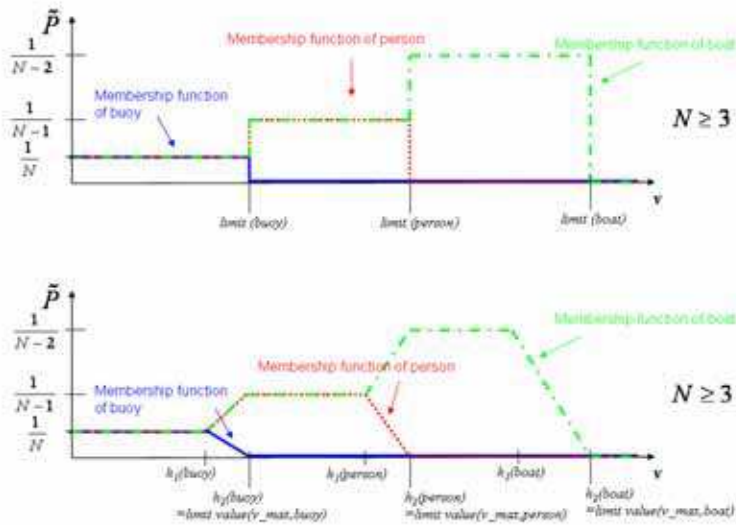 P̃
1
N − 2
Membership function of person
Membership function of boat
Membership function
of buoy
1
N − 1
N ≥ 3
1
N
v
limit (buoy)
limit (person)
limit (boat)
P̃
1
N − 2
Membership function of boat
Membership function of person
1
N − 1
Membership function
of buoy
N ≥ 3
1
N
v
h₁(buoy)
h₁(person)
h₁(boat)
h₂(buoy)
h₂(person)
h₂(boat)
=limit value(v_mat,buoy)
=limit value(v_mat,person)
=limit value(v_mat,boat)